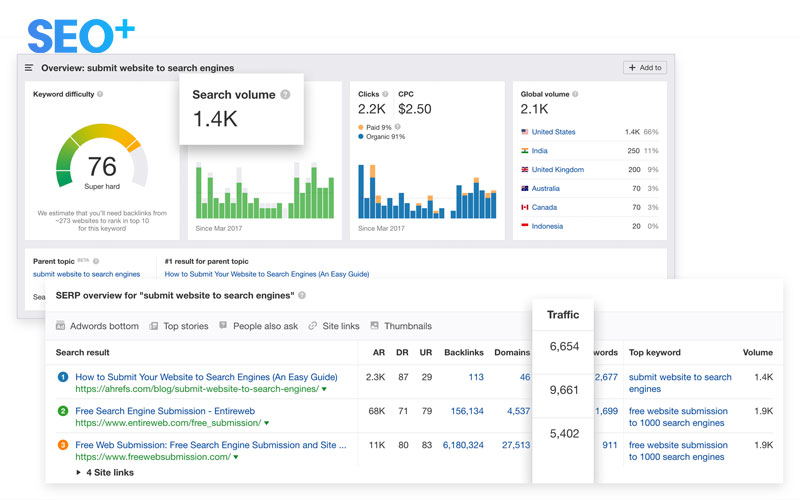 SEO+
Overview: submit website to search engines
+ Add to
Keyword difficulty ?
76
Super hard
We estimate that you'll need backlinks from
~273 websites to rank in top 10
for this keyword
Search volume ?
1.4K
Since Mar 2017
Clicks ? CPC
2.2K $2.50
Paid 9% ?
Organic 91%
Since Mar 2017
Global volume ?
2.1K
United States 1.4K 66%
India 250 11%
United Kingdom 200 9%
Australia 70 3%
Canada 70 3%
Indonesia 20 0%
Parent topic BETA ? #1 result for parent topic
submit website to search engines How to Submit Your Website to Search Engines (An Easy Guide)
Sea
SERP overview for "submit website to search engines" ?
Adwords bottom Top stories People also ask Site links Thumbnails
Search result AR DR UR Backlinks Domains Traffic words Top keyword Volume
1 How to Submit Your Website to Search Engines (An Easy Guide) 2.3K 87 29 113 46 6,654 2,677 submit website to search 1.4K
https://ahrefs.com/blog/submit-website-to-search-engines/ ▼ engines
2 Free Search Engine Submission - Entireweb 68K 71 79 156,134 4,537 9,661 1,699 free website submission 1.9K
https://www.entireweb.com/free_submission/ ▼ to 1000 search engines
3 Free Web Submission: Free Search Engine Submission and Site ... 11K 80 83 6,180,324 27,513 5,402 911 free website submission 1.9K
https://www.freewebsubmission.com/ ▼ to 1000 search engines
▸ 4 Site links